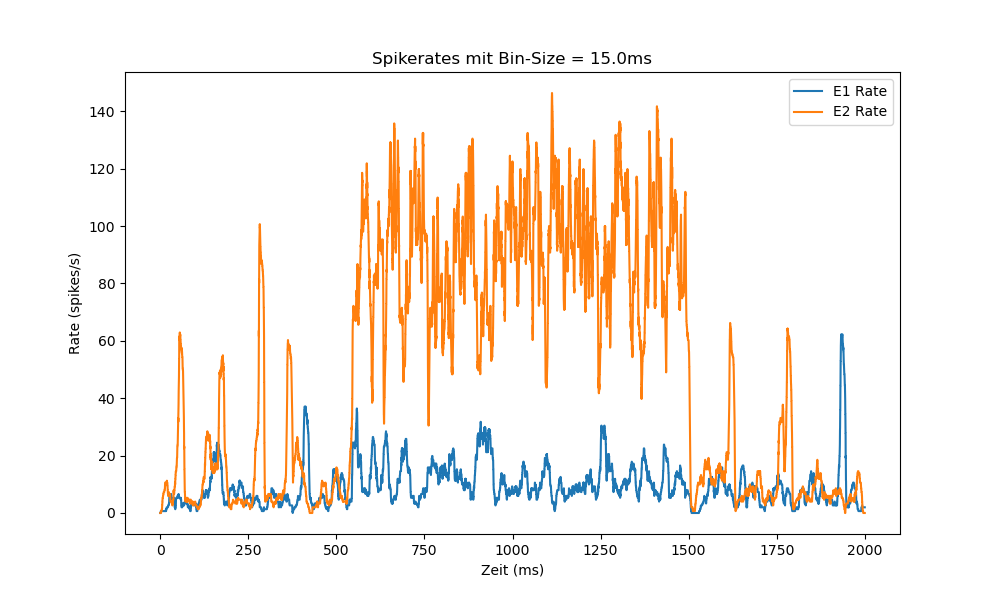 Spikerates mit Bin-Size = 15.0ms
E1 Rate
E2 Rate
Rate (spikes/s)
140
120
100
80
60
40
20
0
0 250 500 750 1000 1250 1500 1750 2000
Zeit (ms)